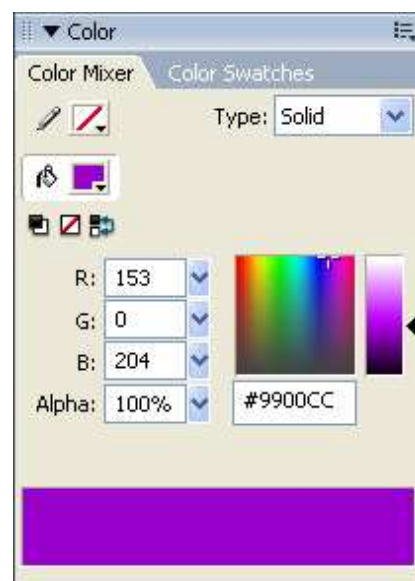 Color
Color Mixer Color Swatches
Type: Solid
R: 153
G: 0
B: 204
Alpha: 100% #9900CC